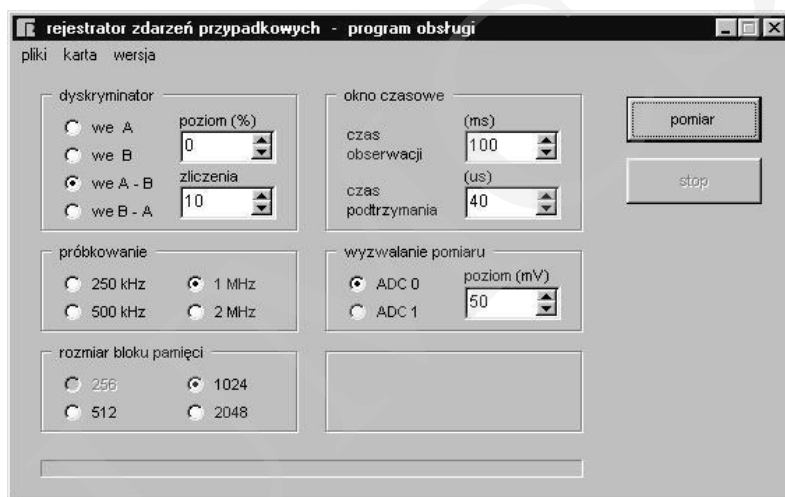 rejestrator zdarzeń przypadkowych - program obsługi
pliki karta wersja
dyskryminator
we A
we B
we A - B
we B - A
poziom (%)
0
zliczenia
10
okno czasowe
czas obserwacji
(ms)
100
czas podtrzymania
(us)
40
pomiar
stop
próbkowanie
250 kHz
1 MHz
500 kHz
2 MHz
wyzwalanie pomiaru
ADC 0
ADC 1
poziom (mV)
50
rozmiar bloku pamięci
256
1024
512
2048